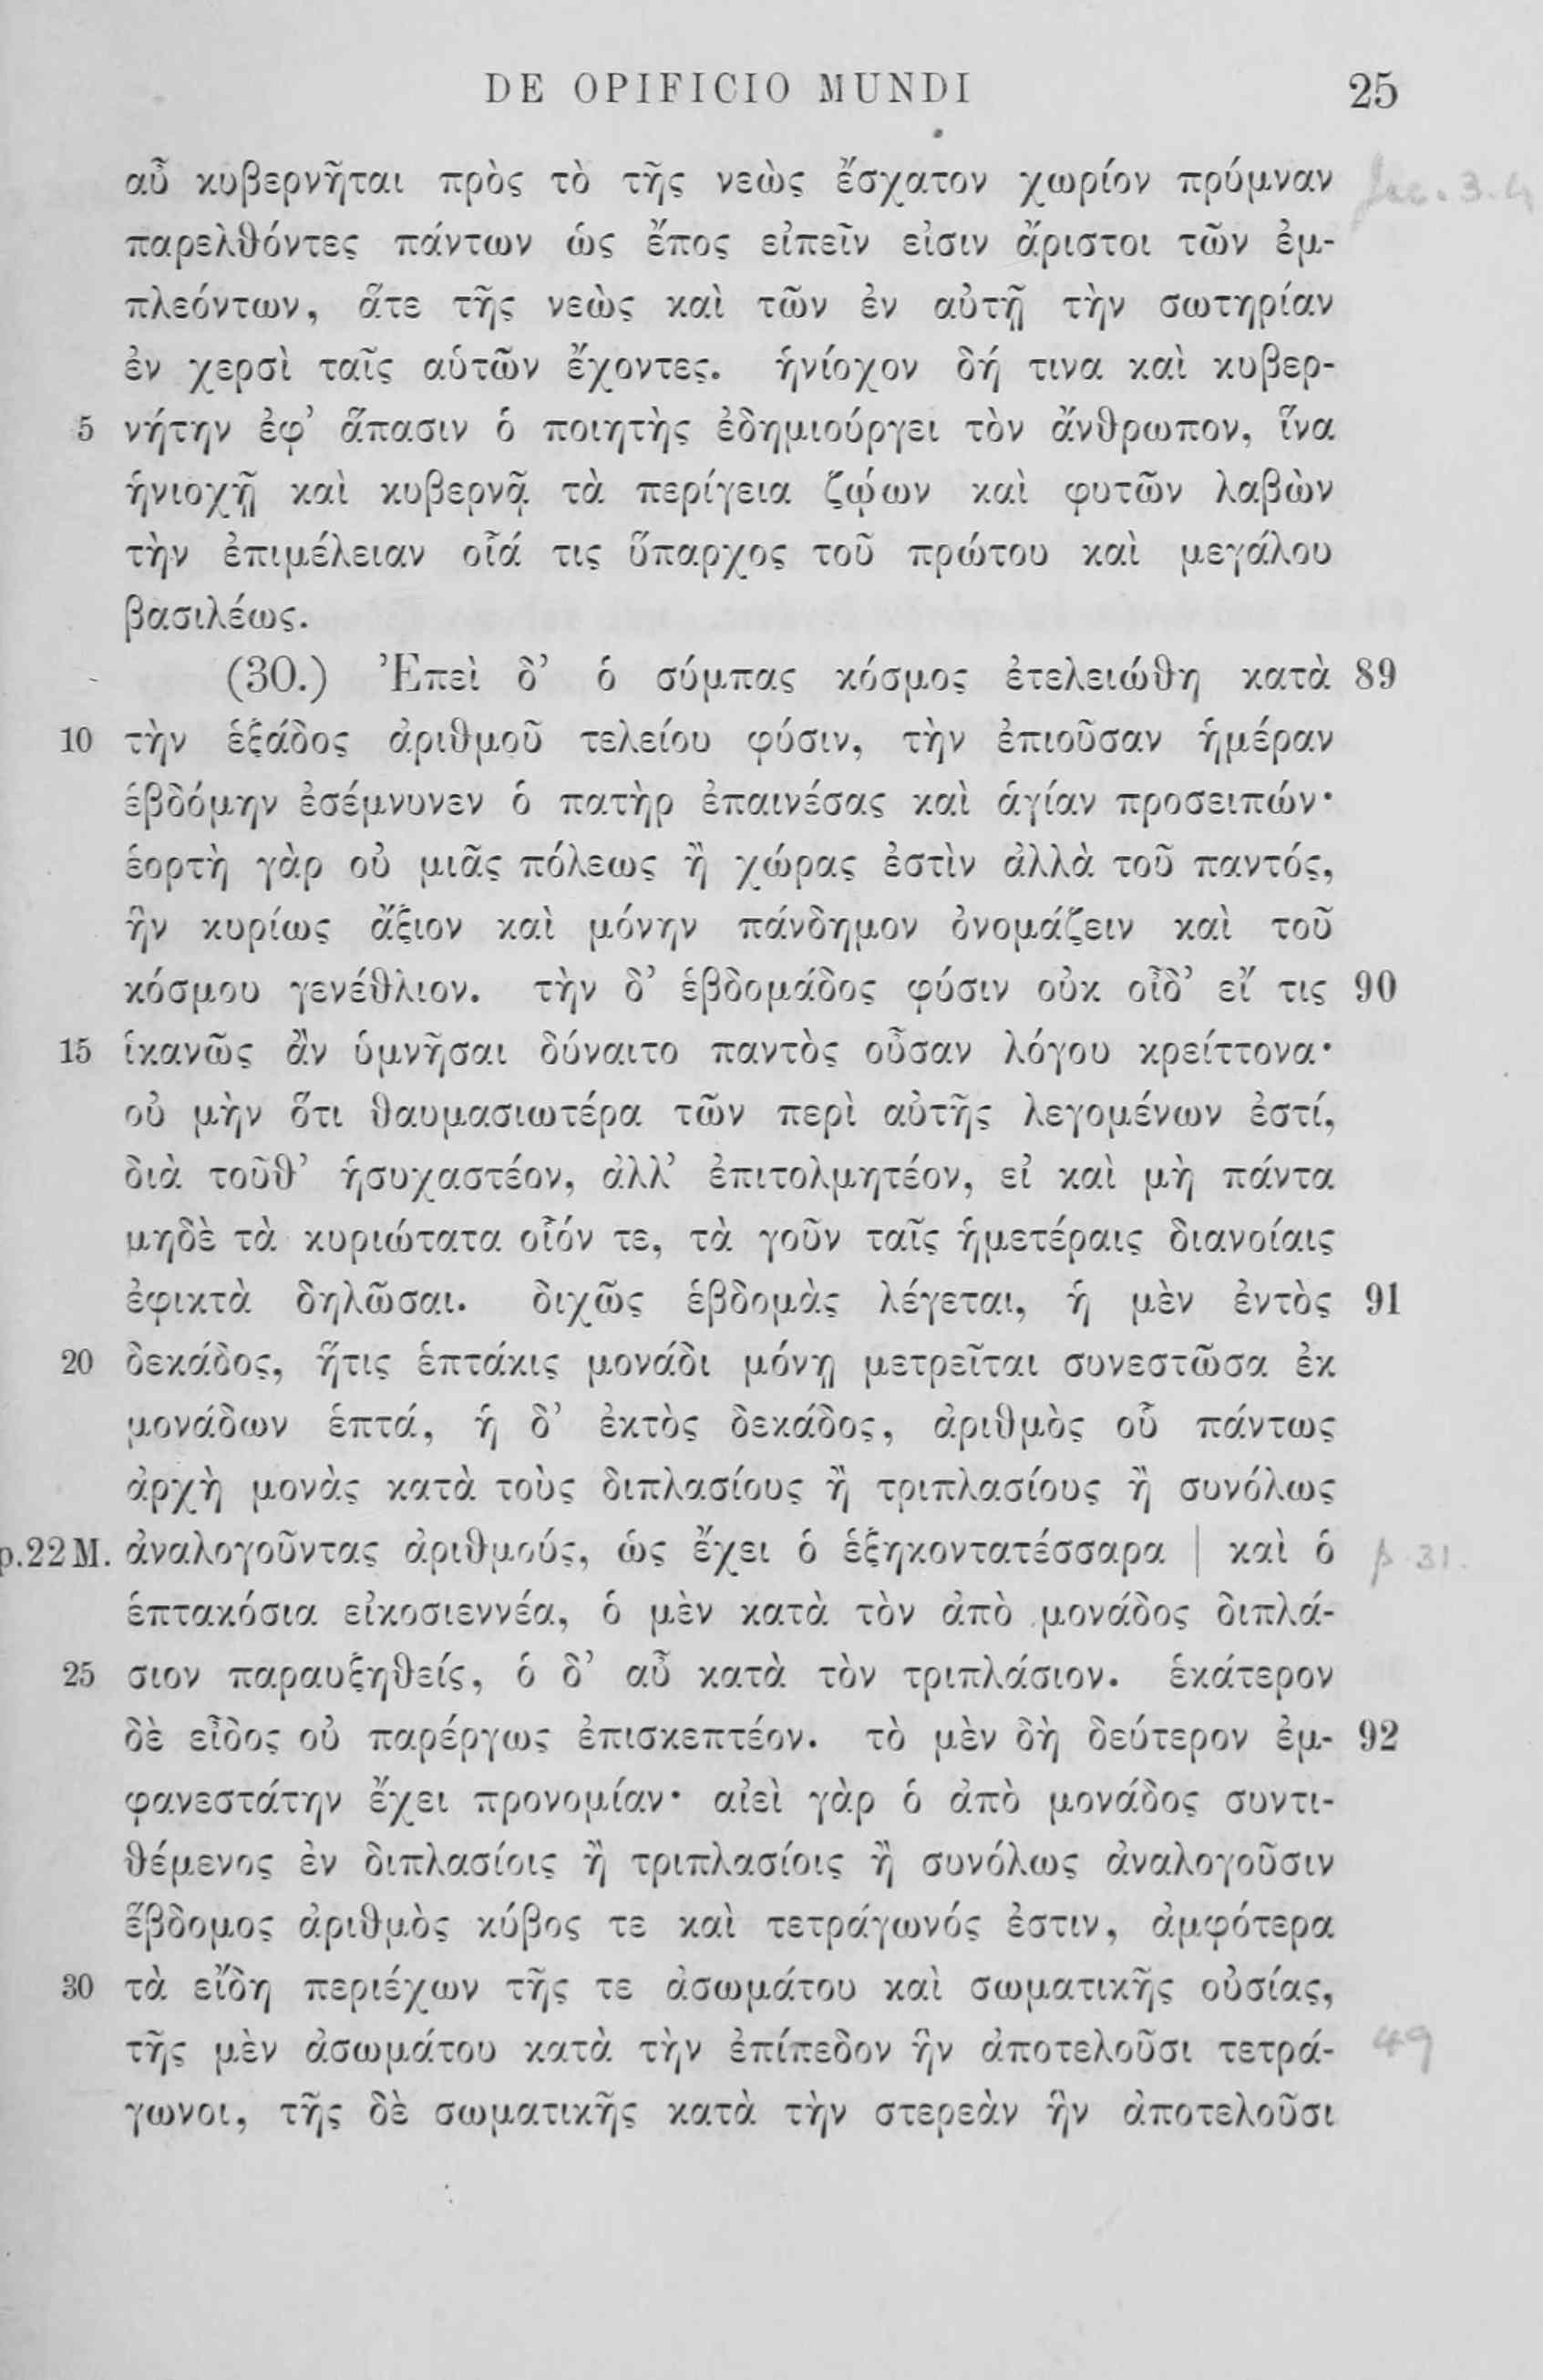 DE OPIFICIO MUNDI 25
αὖ κυβερνῆται πρὸς τὸ τῆς νεὼς ἔσχατον χωρίον πρύμναν
παρελθόντες πάντων ὡς ἔπος εἰπεῖν εἰσιν ἄριστοι τῶν ἐμ-
πλεόντων, ἅτε τῆς νεὼς καὶ τῶν ἐν αὐτῇ τὴν σωτηρίαν
ἐν χερσὶ ταῖς αὑτῶν ἔχοντες. ἡνίοχον δή τινα καὶ κυβερ-
5 νήτην ἐφ’ ἅπασιν ὁ ποιητὴς ἐδημιούργει τὸν ἄνθρωπον, ἵνα
ἡνιοχῇ καὶ κυβερνᾷ τὰ περίγεια ζῴων καὶ φυτῶν λαβὼν
τὴν ἐπιμέλειαν οἷά τις ὕπαρχος τοῦ πρώτου καὶ μεγάλου
βασιλέως.
(30.) Ἐπεὶ δ’ ὁ σύμπας κόσμος ἐτελειώθη κατὰ 89
10 τὴν ἑξάδος ἀριθμοῦ τελείου φύσιν, τὴν ἐπιοῦσαν ἡμέραν
ἑβδόμην ἐσέμνυνεν ὁ πατὴρ ἐπαινέσας καὶ ἁγίαν προσειπών·
ἑορτὴ γὰρ οὐ μιᾶς πόλεως ἢ χώρας ἐστὶν ἀλλὰ τοῦ παντός,
ἣν κυρίως ἄξιον καὶ μόνην πάνδημον ὀνομάζειν καὶ τοῦ
κόσμου γενέθλιον. τὴν δ’ ἑβδομάδος φύσιν οὐκ οἶδ’ εἴ τις 90
15 ἱκανῶς ἂν ὑμνῆσαι δύναιτο παντὸς οὖσαν λόγου κρείττονα·
οὐ μὴν ὅτι θαυμασιωτέρα τῶν περὶ αὐτῆς λεγομένων ἐστί,
διὰ τοῦθ’ ἡσυχαστέον, ἀλλ’ ἐπιτολμητέον, εἰ καὶ μὴ πάντα
μηδὲ τὰ κυριώτατα οἷόν τε, τὰ γοῦν ταῖς ἡμετέραις διανοίαις
ἐφικτὰ δηλῶσαι. διχῶς ἑβδομὰς λέγεται, ἡ μὲν ἐντὸς 91
20 δεκάδος, ἥτις ἑπτάκις μονάδι μόνῃ μετρεῖται συνεστῶσα ἐκ
μονάδων ἑπτά, ἡ δ’ ἐκτὸς δεκάδος, ἀριθμὸς οὗ πάντως
ἀρχὴ μονὰς κατὰ τοὺς διπλασίους ἢ τριπλασίους ἢ συνόλως
p.22 M. ἀναλογοῦντας ἀριθμούς, ὡς ἔχει ὁ ἑξηκοντατέσσαρα | καὶ ὁ p. 31.
ἑπτακόσια εἰκοσιεννέα, ὁ μὲν κατὰ τὸν ἀπὸ μονάδος διπλά-
25 σιον παραυξηθείς, ὁ δ’ αὖ κατὰ τὸν τριπλάσιον. ἑκάτερον
δὲ εἶδος οὐ παρέργως ἐπισκεπτέον. τὸ μὲν δὴ δεύτερον ἐμ- 92
φανεστάτην ἔχει προνομίαν· αἰεὶ γὰρ ὁ ἀπὸ μονάδος συντι-
θέμενος ἐν διπλασίοις ἢ τριπλασίοις ἢ συνόλως ἀναλογοῦσιν
ἕβδομος ἀριθμὸς κύβος τε καὶ τετράγωνός ἐστιν, ἀμφότερα
30 τὰ εἴδη περιέχων τῆς τε ἀσωμάτου καὶ σωματικῆς οὐσίας,
τῆς μὲν ἀσωμάτου κατὰ τὴν ἐπίπεδον ἣν ἀποτελοῦσι τετρά- 49
γωνοι, τῆς δὲ σωματικῆς κατὰ τὴν στερεὰν ἣν ἀποτελοῦσι